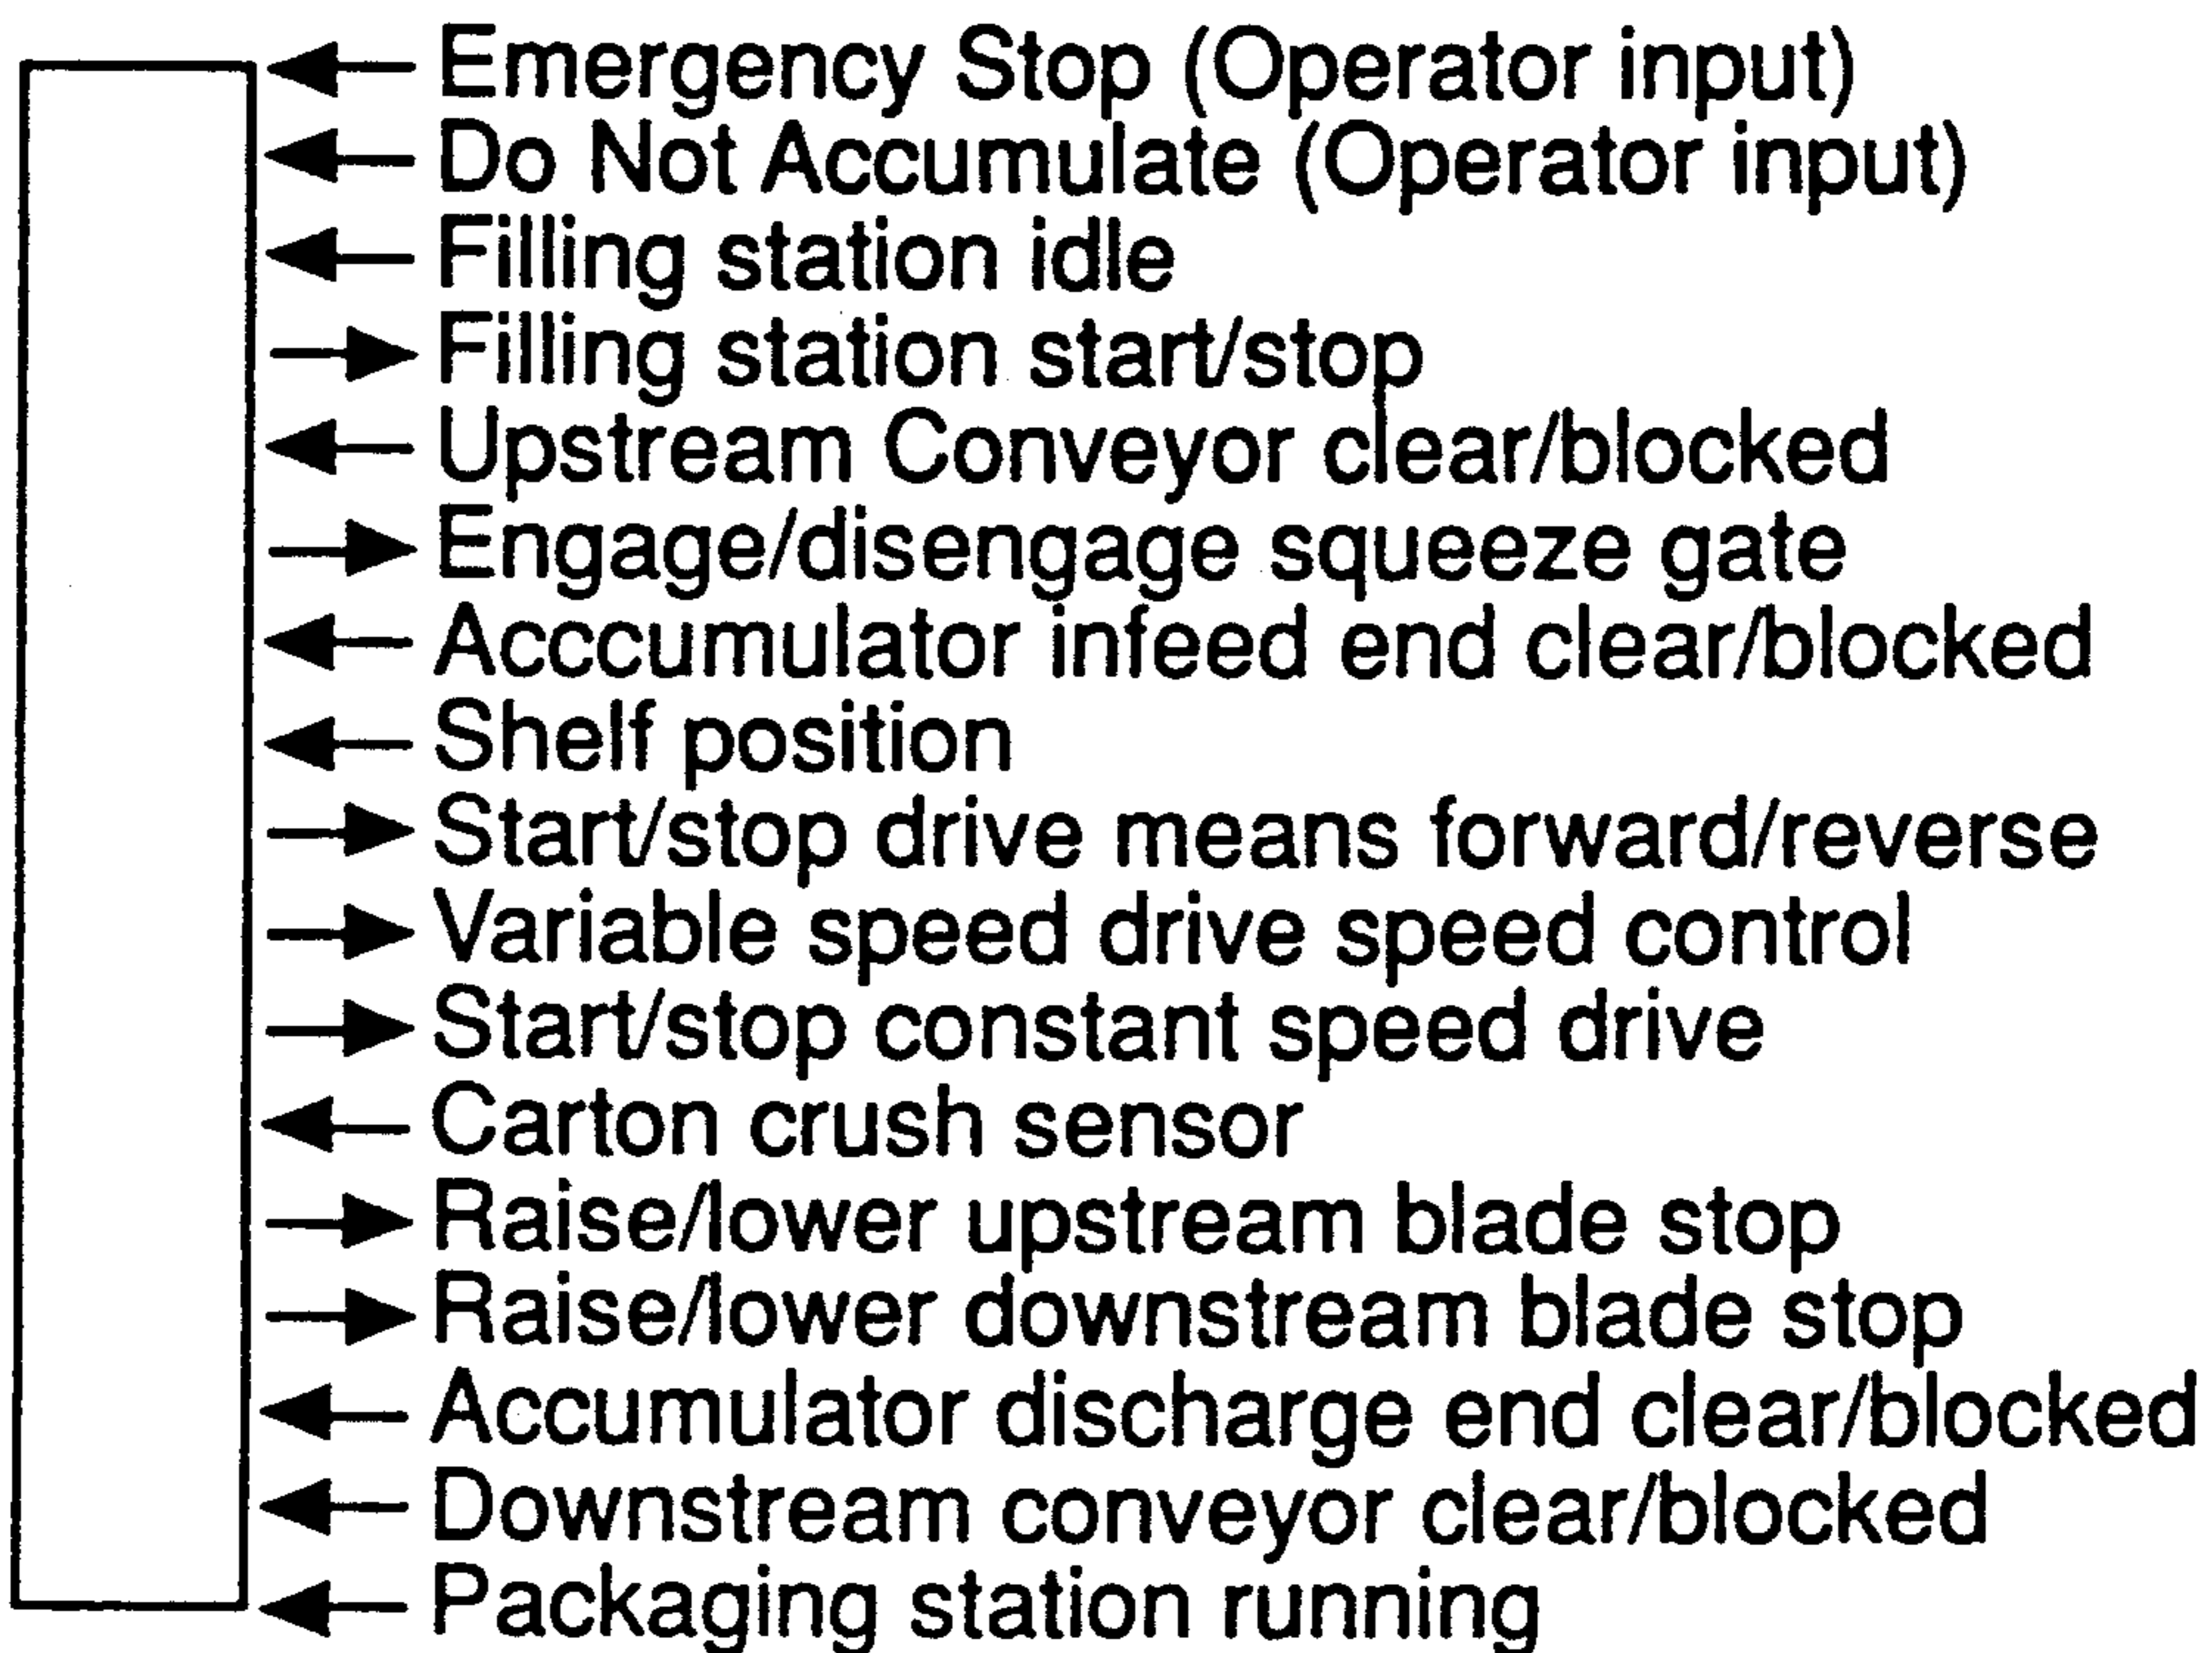 Emergency Stop (Operator input)
Do Not Accumulate (Operator input)
Filling station idle
Filling station start/stop
Upstream Conveyor clear/blocked
Engage/disengage squeeze gate
Acccumulator infeed end clear/blocked
Shelf position
Start/stop drive means forward/reverse
Variable speed drive speed control
Start/stop constant speed drive
Carton crush sensor
Raise/lower upstream blade stop
Raise/lower downstream blade stop
Accumulator discharge end clear/blocked
Downstream conveyor clear/blocked
Packaging station running